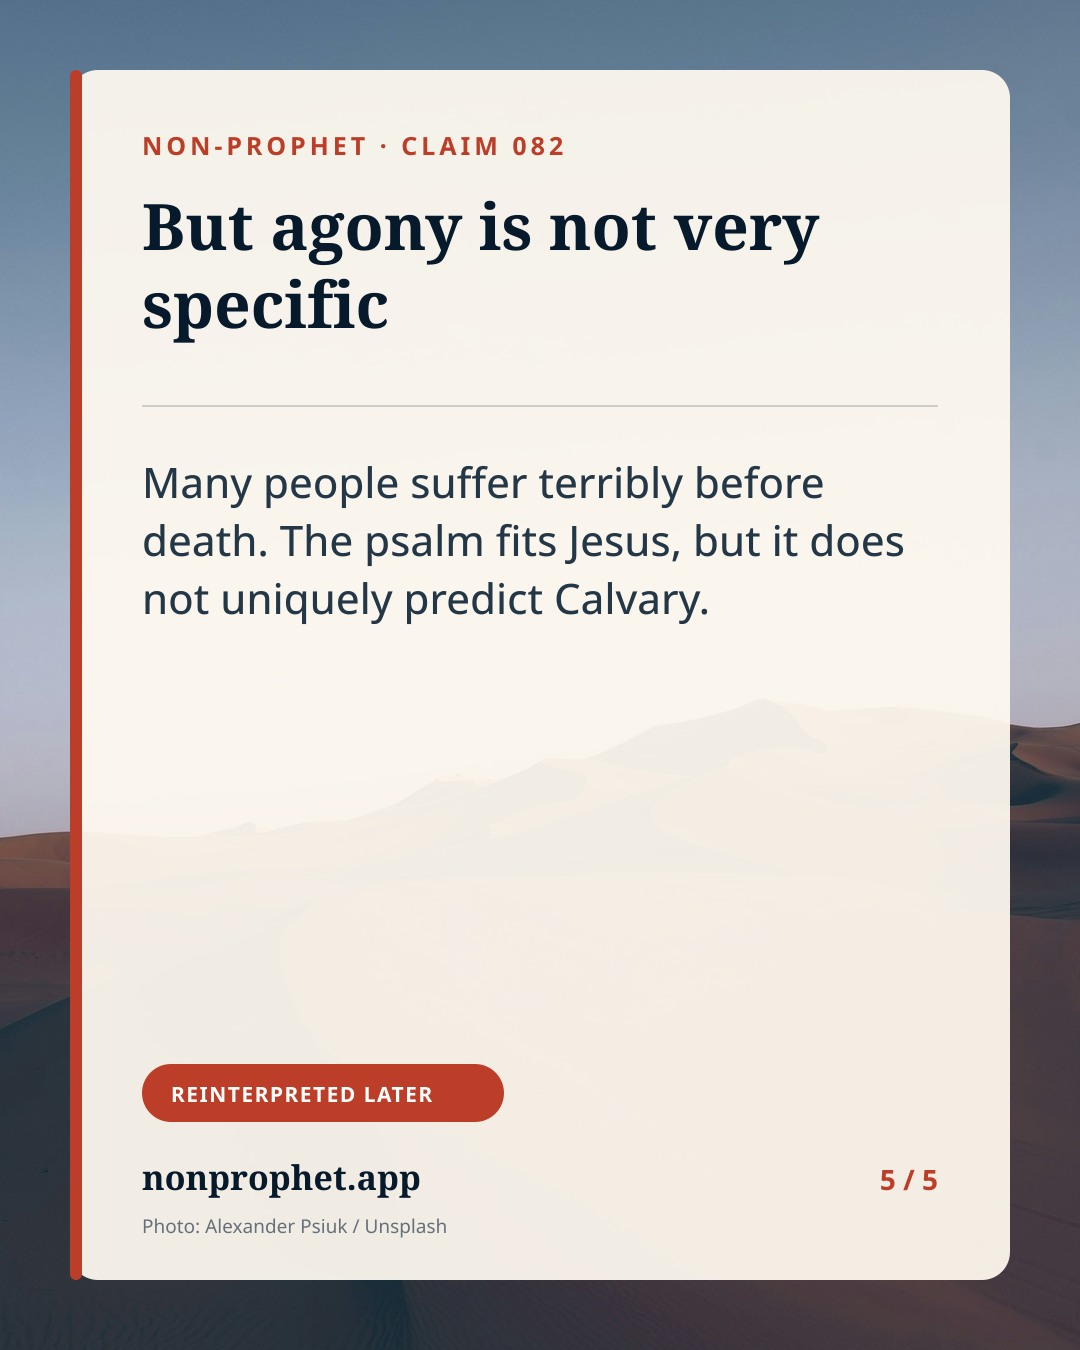 NON-PROPHET · CLAIM 082
But agony is not very
specific
Many people suffer terribly before
death. The psalm fits Jesus, but it does
not uniquely predict Calvary.
REINTERPRETED LATER
nonprophet.app
5 / 5
Photo: Alexander Psiuk / Unsplash